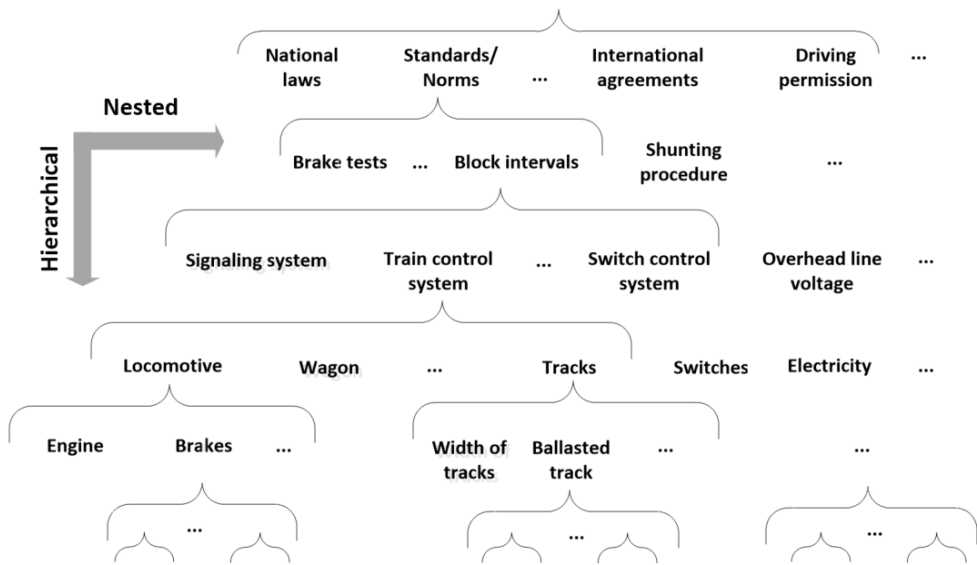 National laws
Standards/ Norms
...
International agreements
Driving permission
...
Nested
Hierarchical
Brake tests
...
Block intervals
Shunting procedure
...
Signaling system
Train control system
...
Switch control system
Overhead line voltage
...
Locomotive
Wagon
...
Tracks
Switches
Electricity
...
Engine
Brakes
...
Width of tracks
Ballasted track
...
...
...
...
...